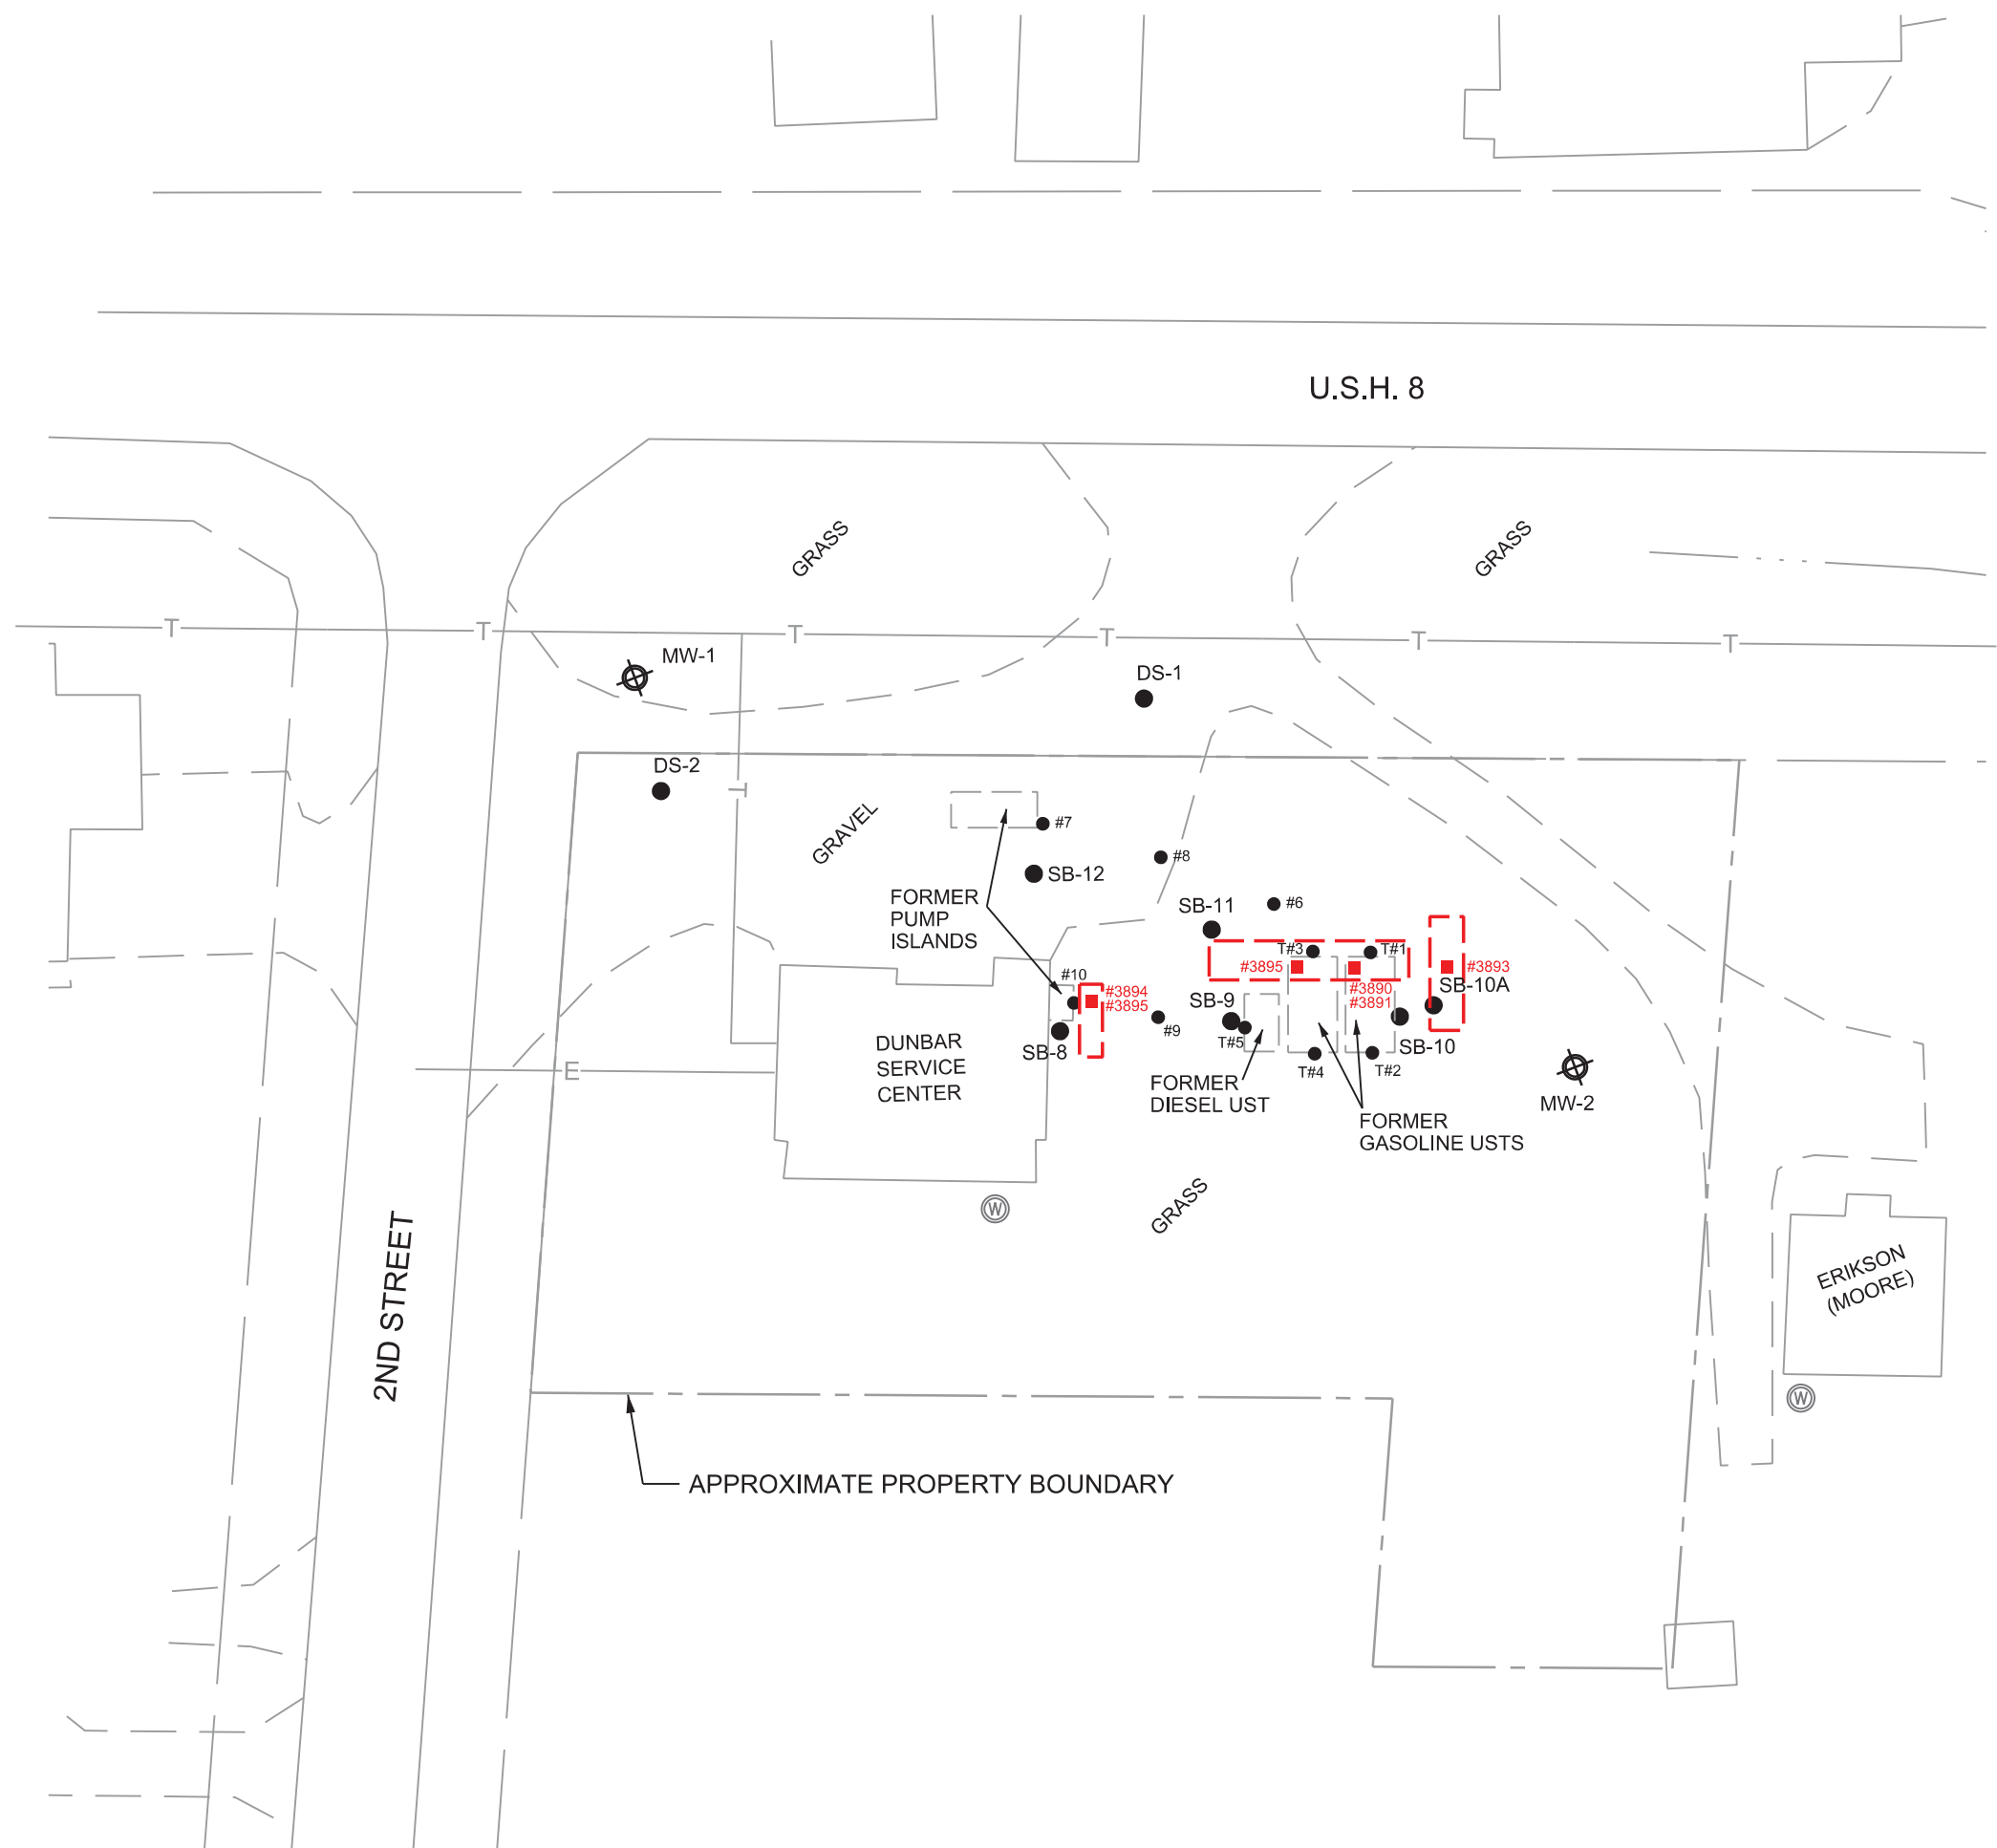 U.S.H. 8
GRASS
GRASS
T
T
T
T
T
T
MW-1
DS-1
DS-2
T
GRAVEL
#7
#8
SB-12
FORMER
PUMP
ISLANDS
SB-11
#6
T#3
T#1
#3895
#3893
#3890
#3891
SB-10A
#10
#3894
#3895
SB-9
#9
T#5
SB-8
SB-10
T#4
T#2
DUNBAR
SERVICE
CENTER
E
FORMER
DIESEL UST
MW-2
FORMER
GASOLINE USTS
W
GRASS
2ND STREET
ERIKSON
(MOORE)
W
APPROXIMATE PROPERTY BOUNDARY